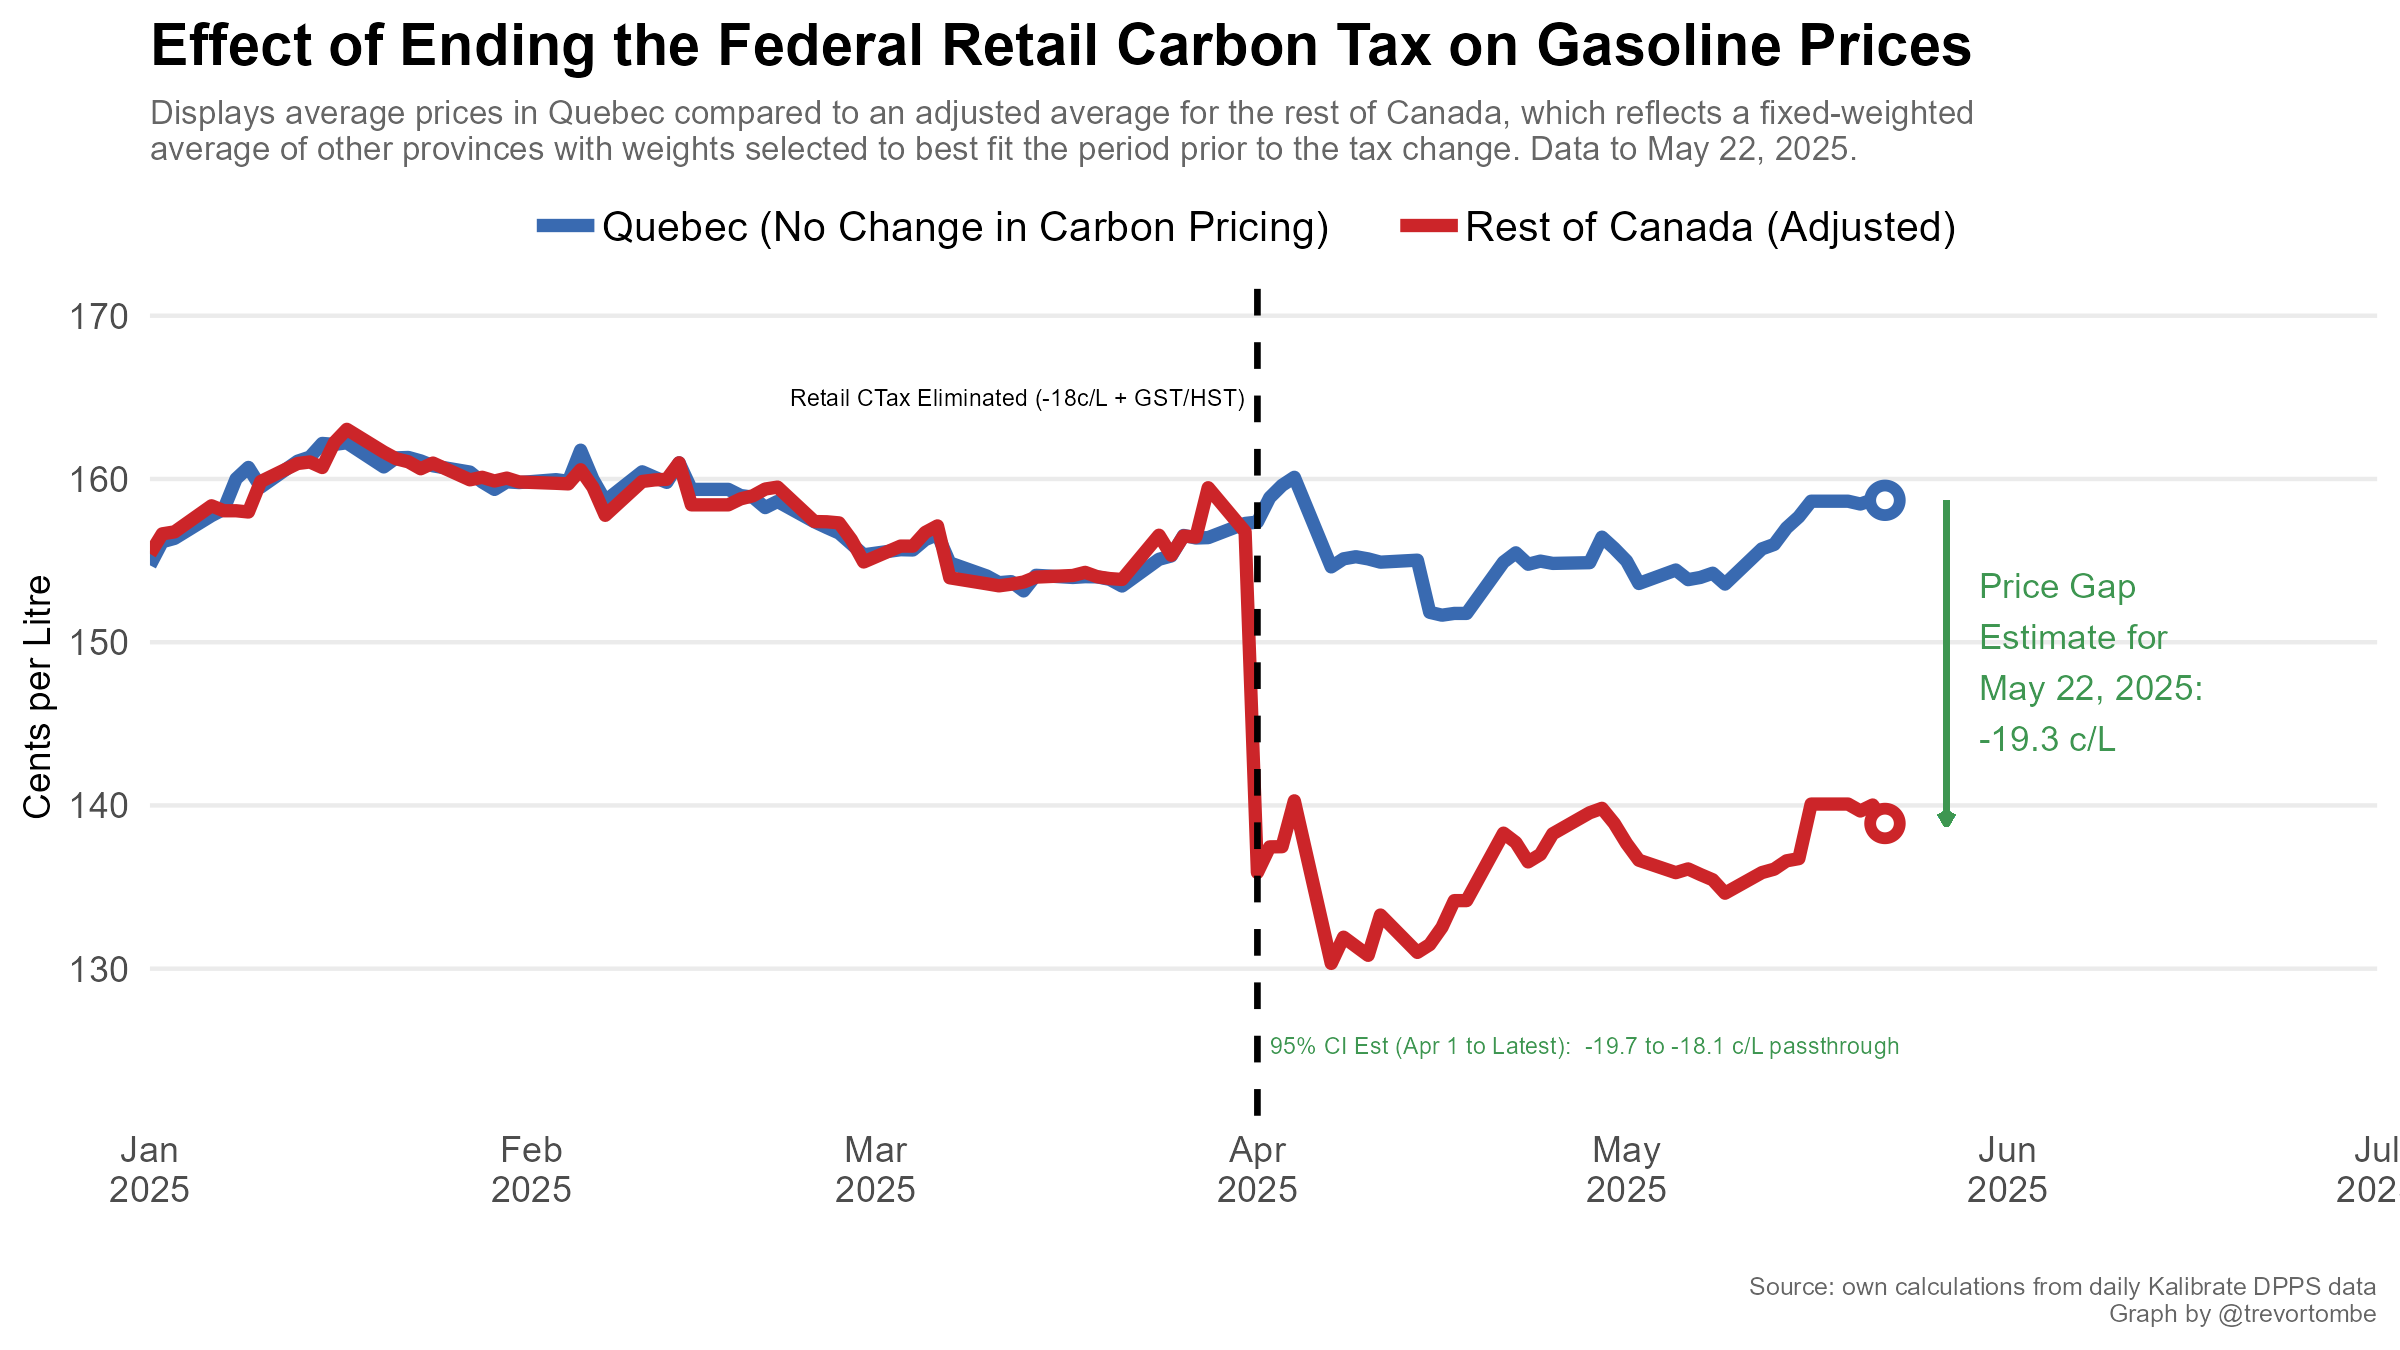 Effect of Ending the Federal Retail Carbon Tax on Gasoline Prices
Displays average prices in Quebec compared to an adjusted average for the rest of Canada, which reflects a fixed-weighted
average of other provinces with weights selected to best fit the period prior to the tax change. Data to May 22, 2025.
Quebec (No Change in Carbon Pricing)
Rest of Canada (Adjusted)
170
Retail CTax Eliminated (-18c/L + GST/HST)
160
150
140
130
Cents per Litre
Price Gap
Estimate for
May 22, 2025:
-19.3 c/L
95% CI Est (Apr 1 to Latest):  -19.7 to -18.1 c/L passthrough
Jan
2025
Feb
2025
Mar
2025
Apr
2025
May
2025
Jun
2025
Jul
202
Source: own calculations from daily Kalibrate DPPS data
Graph by @trevortombe